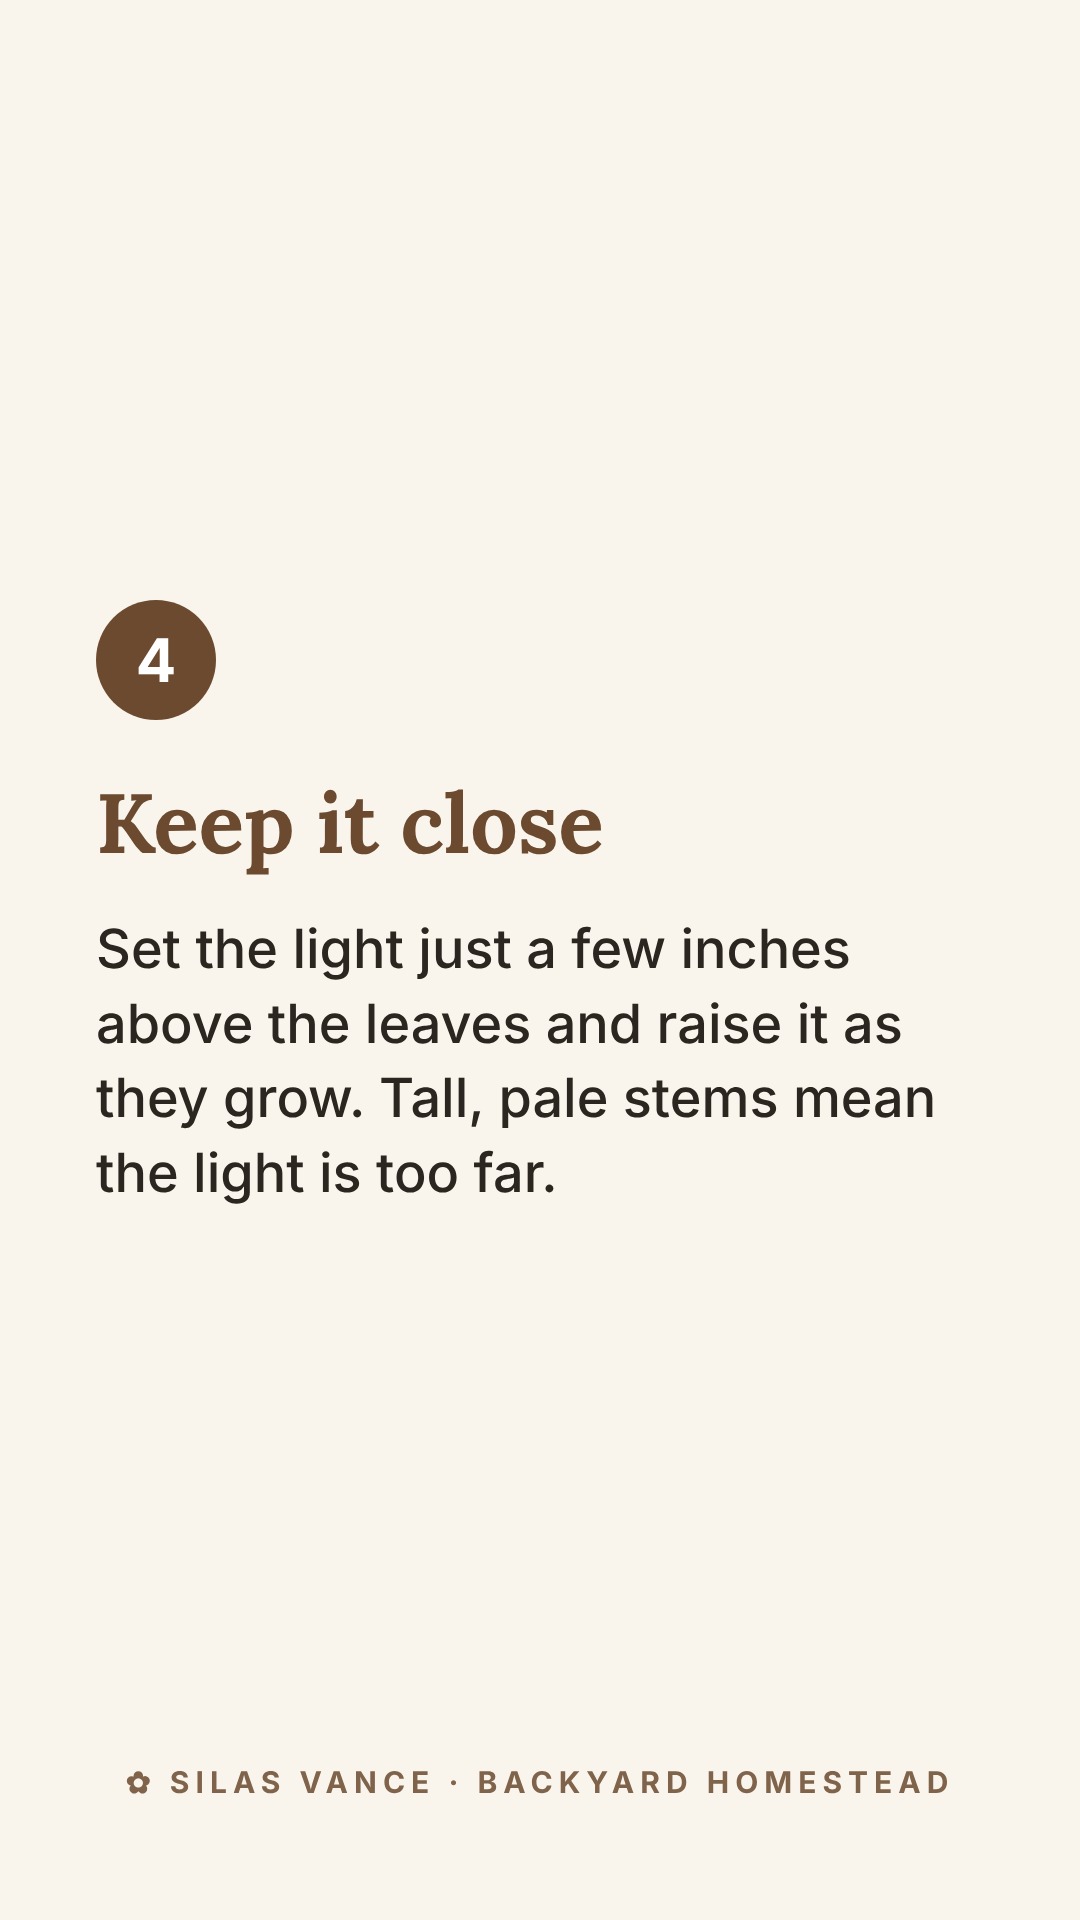 4
Keep it close
Set the light just a few inches
above the leaves and raise it as
they grow. Tall, pale stems mean
the light is too far.
✿ SILAS VANCE · BACKYARD HOMESTEAD